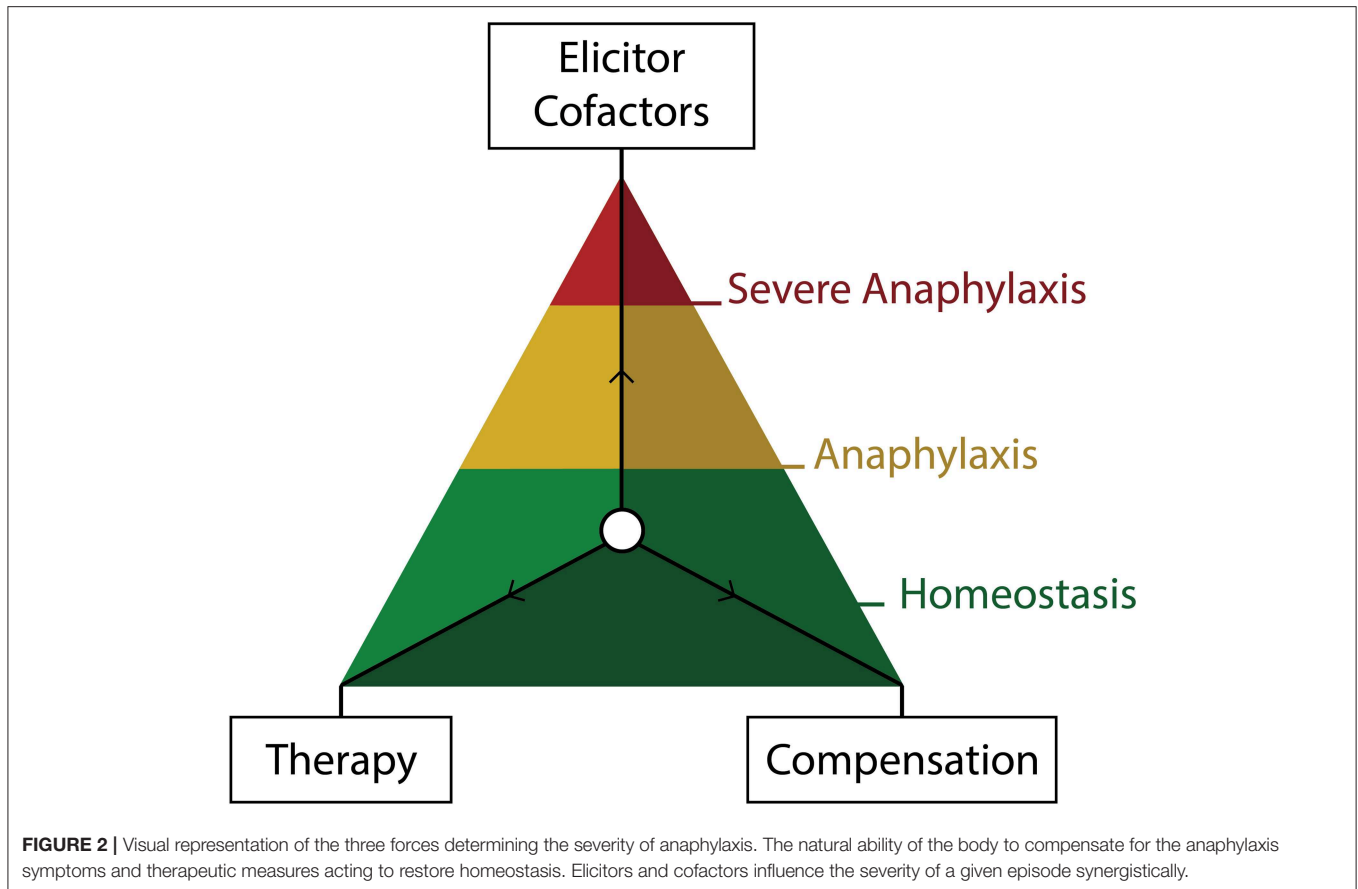 Elicitor
Cofactors
Severe Anaphylaxis
Anaphylaxis
Homeostasis
Therapy
Compensation
FIGURE 2 | Visual representation of the three forces determining the severity of anaphylaxis. The natural ability of the body to compensate for the anaphylaxis
symptoms and therapeutic measures acting to restore homeostasis. Elicitors and cofactors influence the severity of a given episode synergistically.